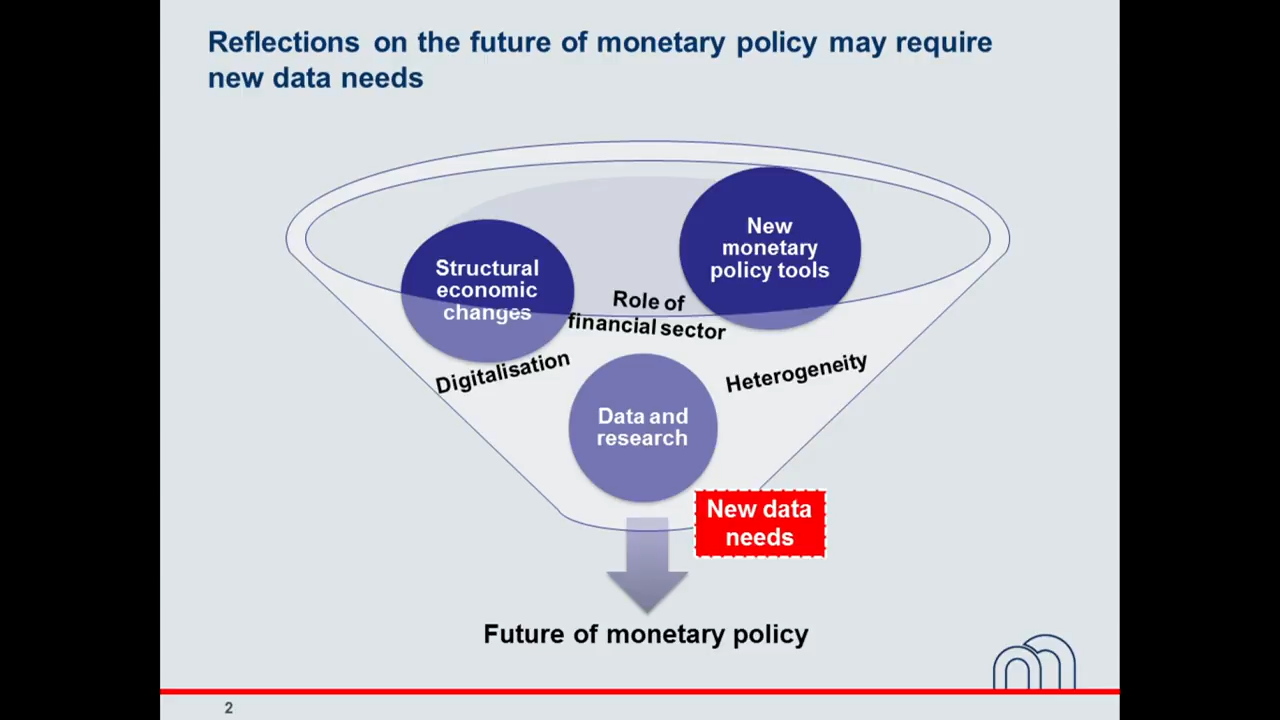 Reflections on the future of monetary policy may require
new data needs
New
monetary
policy tools
Structural
economic
changes
Role of
financial sector
Digitalisation
Heterogeneity
Data and
research
New data
needs
Future of monetary policy
2